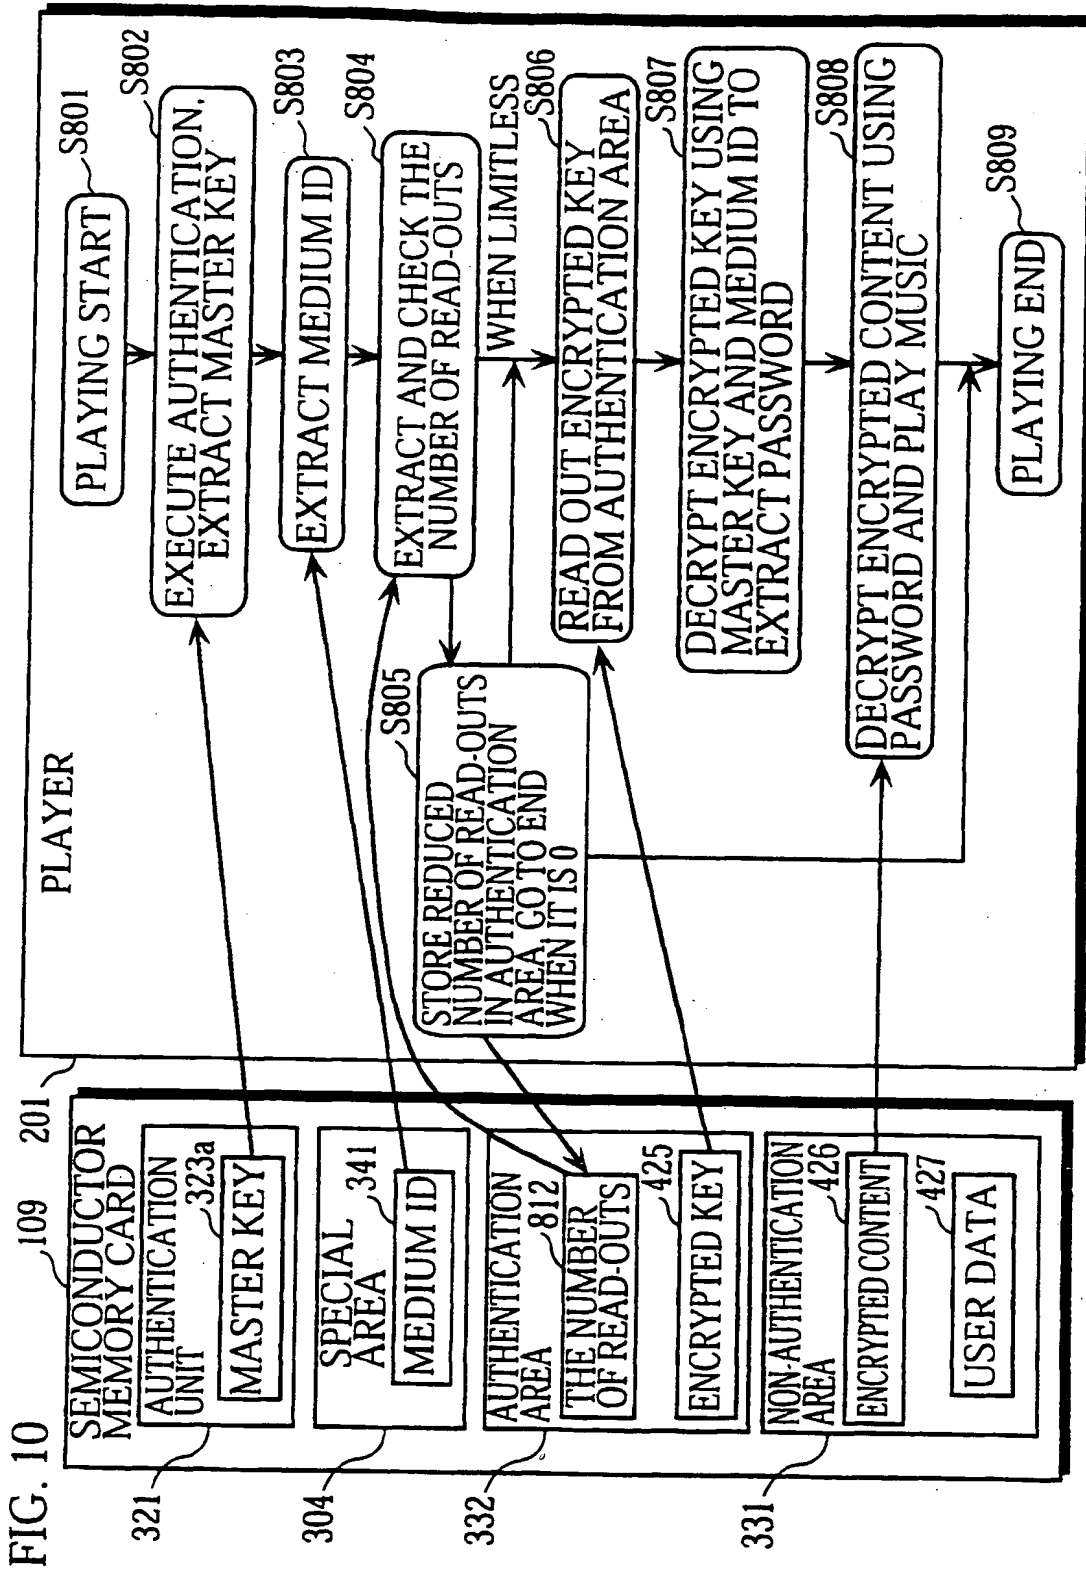 FIG. 10
109
SEMICONDUCTOR
MEMORY CARD
321
AUTHENTICATION
UNIT
323a
MASTER KEY
304
SPECIAL
AREA
341
MEDIUM ID
332
AUTHENTICATION
AREA
812
THE NUMBER
OF READ-OUTS
425
ENCRYPTED KEY
331
NON-AUTHENTICATION
AREA
426
ENCRYPTED CONTENT
427
USER DATA
201
PLAYER
PLAYING START
S801
EXECUTE AUTHENTICATION,
EXTRACT MASTER KEY
S802
EXTRACT MEDIUM ID
S803
EXTRACT AND CHECK THE
NUMBER OF READ-OUTS
S804
WHEN LIMITLESS
STORE REDUCED
NUMBER OF READ-OUTS
IN AUTHENTICATION
AREA, GO TO END
WHEN IT IS 0
S805
READ OUT ENCRYPTED KEY
FROM AUTHENTICATION AREA
S806
DECRYPT ENCRYPTED KEY USING
MASTER KEY AND MEDIUM ID TO
EXTRACT PASSWORD
S807
DECRYPT ENCRYPTED CONTENT USING
PASSWORD AND PLAY MUSIC
S808
PLAYING END
S809